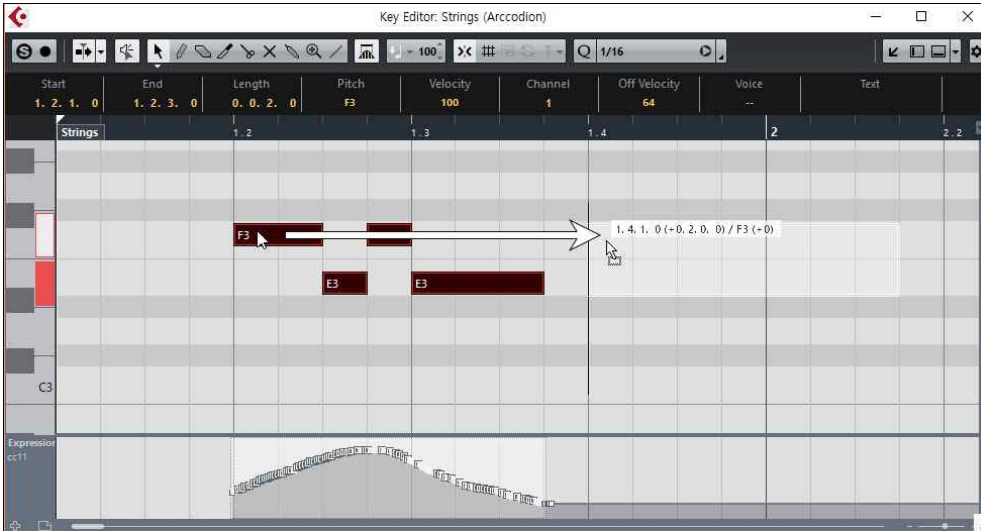 Key Editor: Strings (Arccodion)
100
Q 1/16
Start End Length Pitch Velocity Channel Off Velocity Voice Text
1. 2. 1. 0 1. 2. 3. 0 0. 0. 2. 0 F3 100 1 64 --
Strings 1.2 1.3 1.4 2 2.2
F3
1. 4. 1. 0 (+0. 2. 0. 0) / F3 (+0)
E3 E3
C3
Expression
cc11